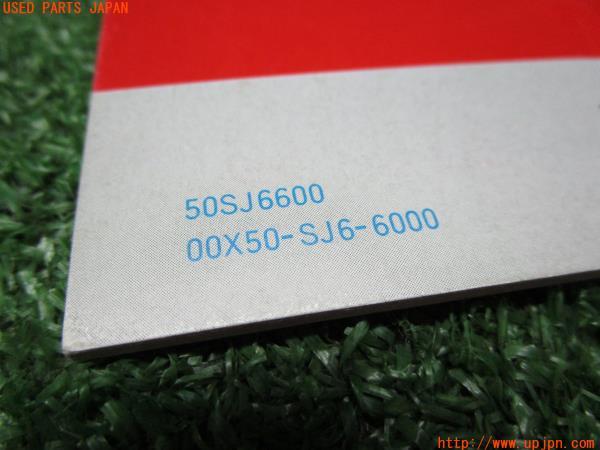 USED PARTS JAPAN
50SJ6600
00X50-SJ6-6000
http://www.upjpn.com/